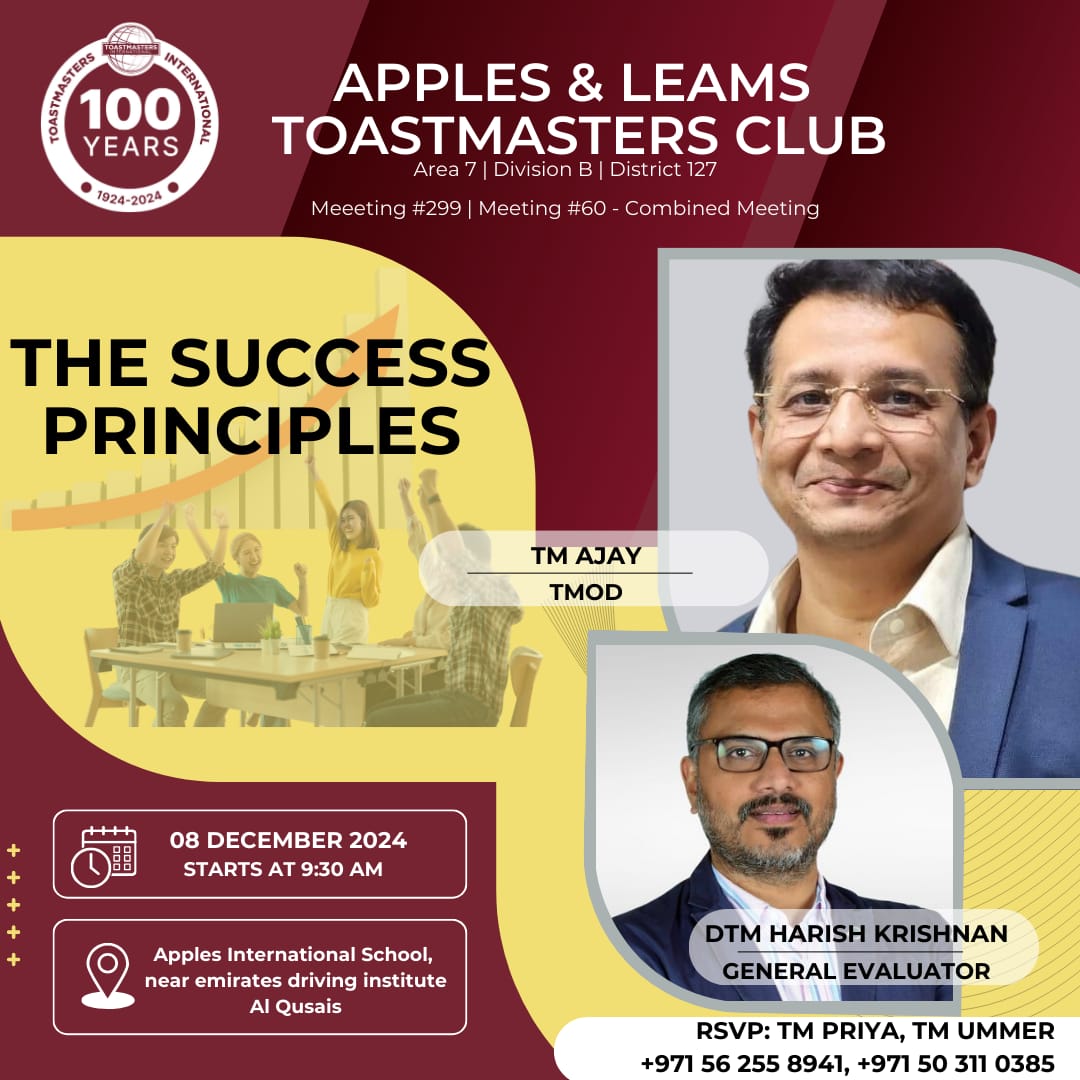 TOASTMASTERS
INTERNATIONAL
TOASTMASTERS INTERNATIONAL
100
YEARS
1924-2024
APPLES & LEAMS
TOASTMASTERS CLUB
Area 7 | Division B | District 127
Meeeting #299 | Meeting #60 - Combined Meeting
THE SUCCESS
PRINCIPLES
TM AJAY
TMOD
08 DECEMBER 2024
STARTS AT 9:30 AM
Apples International School,
near emirates driving institute
Al Qusais
DTM HARISH KRISHNAN
GENERAL EVALUATOR
RSVP: TM PRIYA, TM UMMER
+971 56 255 8941, +971 50 311 0385